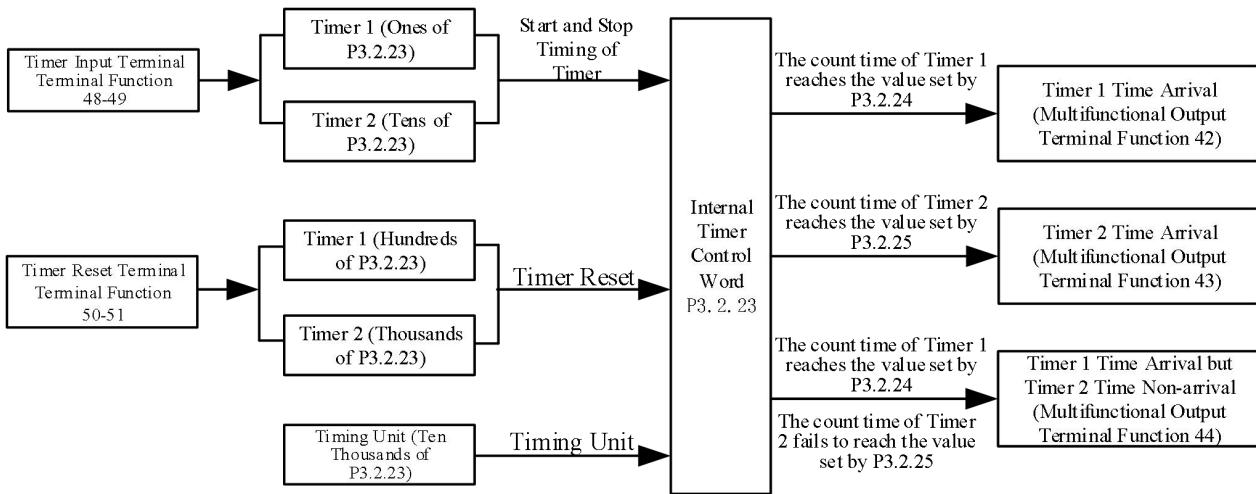 Timer Input Terminal
Terminal Function
48-49
Timer 1 (Ones of
P3.2.23)
Timer 2 (Tens of
P3.2.23)
Start and Stop
Timing of
Timer
Timer Reset Terminal
Terminal Function
50-51
Timer 1 (Hundreds
of P3.2.23)
Timer 2 (Thousands
of P3.2.23)
Timer Reset
Timing Unit (Ten
Thousands of
P3.2.23)
Timing Unit
Internal
Timer
Control
Word
P3.2.23
The count time of Timer 1
reaches the value set by
P3.2.24
Timer 1 Time Arrival
(Multifunctional Output
Terminal Function 42)
The count time of Timer 2
reaches the value set by
P3.2.25
Timer 2 Time Arrival
(Multifunctional Output
Terminal Function 43)
The count time of Timer 1
reaches the value set by
P3.2.24
The count time of Timer
2 fails to reach the value
set by P3.2.25
Timer 1 Time Arrival but
Timer 2 Time Non-arrival
(Multifunctional Output
Terminal Function 44)